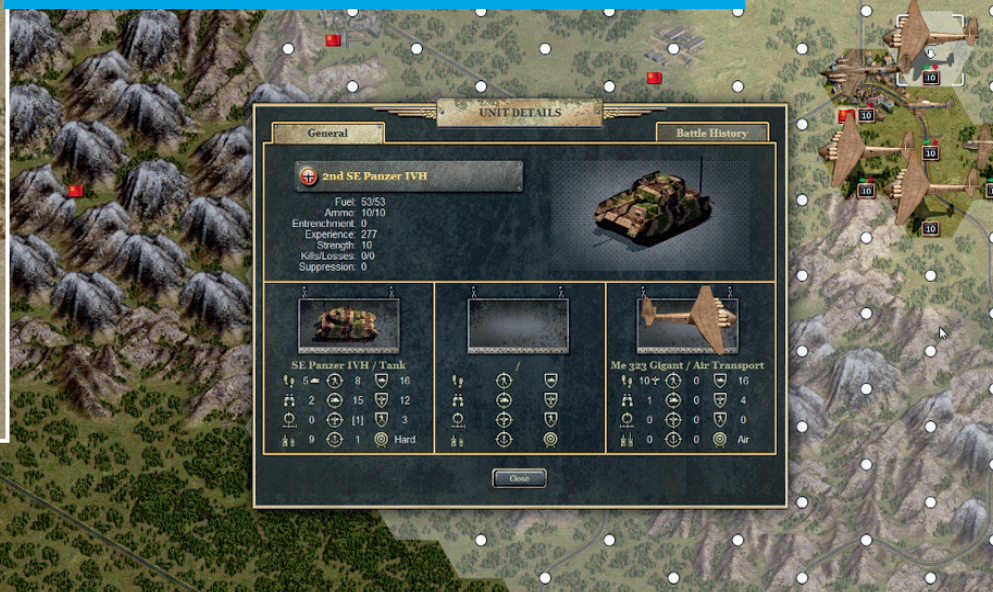 UNIT DETAILS
General
Battle History
2nd SE Panzer IVH
Fuel: 53/53
Ammo: 10/10
Entrenchment: 0
Experience: 277
Strength: 10
Kills/Losses: 0/0
Suppression: 0
SE Panzer IVH / Tank
5 8 16
2 15 12
0 [1] 3
9 1 Hard
/
Me 323 Gigant / Air Transport
10 0 16
1 0 4
0 0 0
0 0 Air
Close
10
10
10
10
10